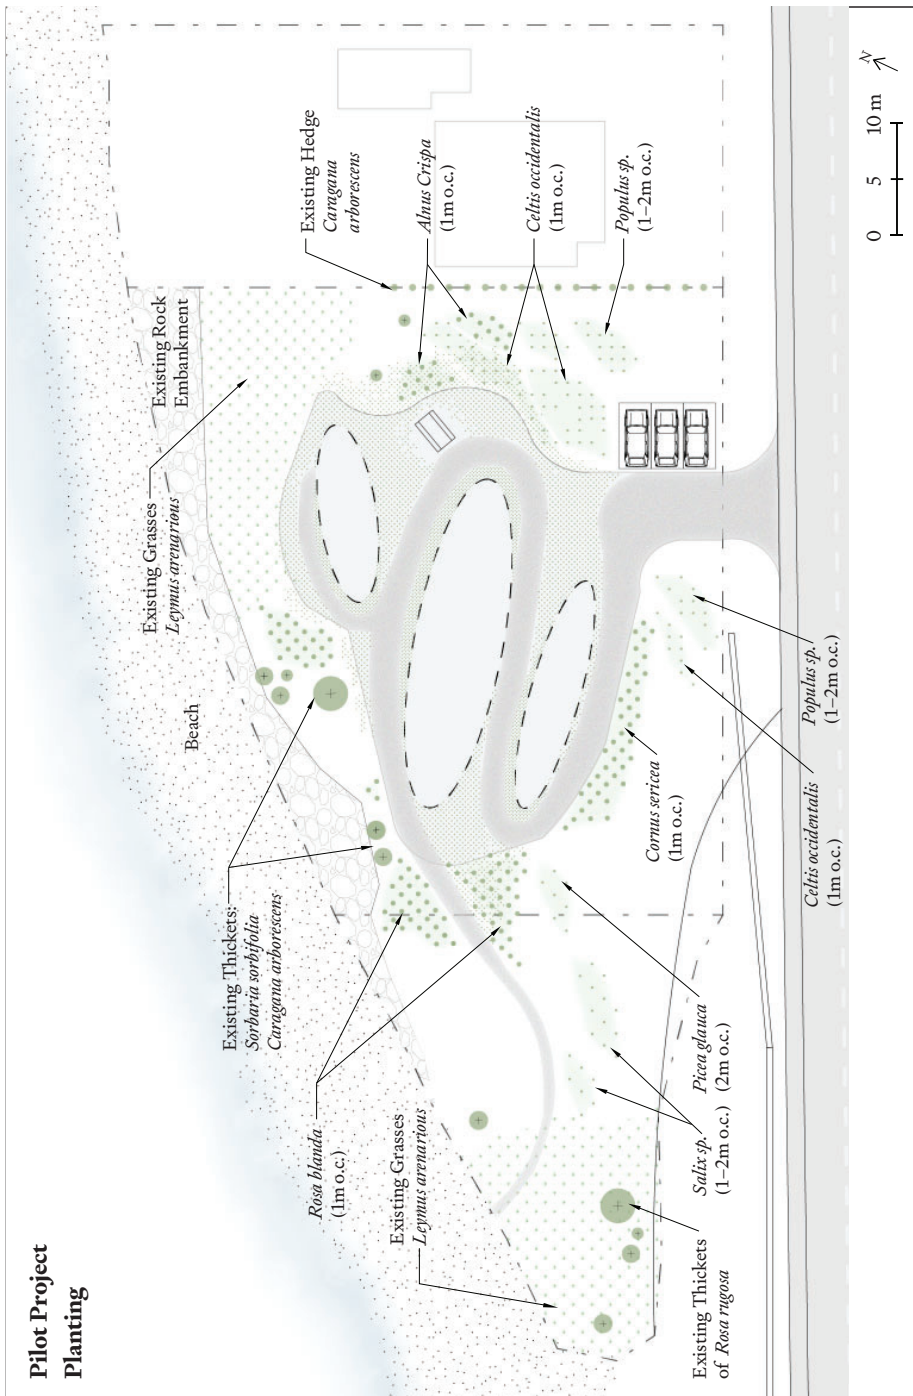 Pilot Project
Planting
Existing Grasses
Leymus arenarious
Rosa blanda
(1m o.c.)
Existing Thickets:
Sorbaria sorbifolia
Caragana arborescens
Beach
Existing Grasses
Leymus arengrious
Existing Rock
Embankment
Existing Hedge
Caragana
arborescens
Alnus Crispa
(1m o.c.)
Celtis occidentalis
(1m o.c.)
Populus sp.
(1–2m o.c.)
Existing Thickets
of Rosa rugosa
Salix sp.
(1–2m o.c.)
Picea glauca
(2m o.c.)
Cornus sericea
(1m o.c.)
Celtis occidentalis
(1m o.c.)
Populus sp.
(1–2m o.c.)
0 5 10 m
N